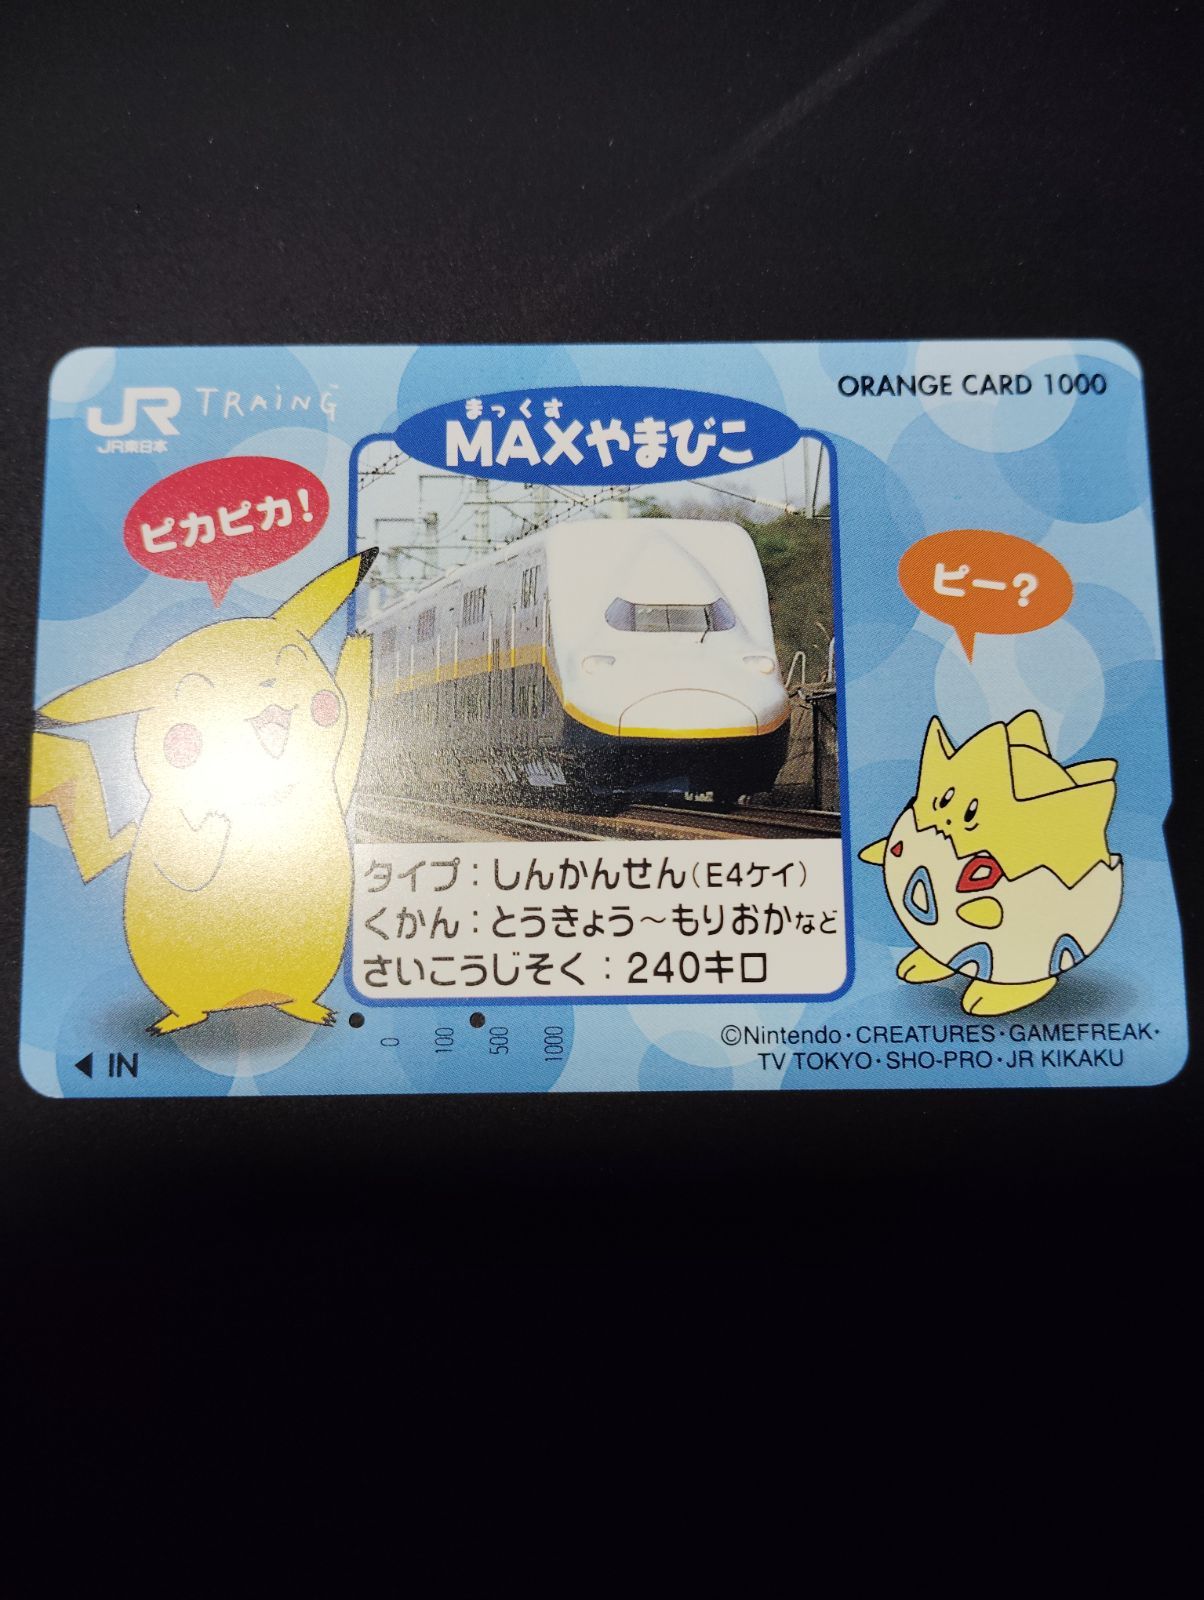 JR TRAiNG
JR東日本
ORANGE CARD 1000
まっくす
MAXやまびこ
ピカピカ!
ピー?
タイプ：しんかんせん(E4ケイ)
くかん：とうきょう～もりおかなど
さいこうじそく：240キロ
0 100 500 1000
◀ IN
©Nintendo・CREATURES・GAMEFREAK・
TV TOKYO・SHO-PRO・JR KIKAKU